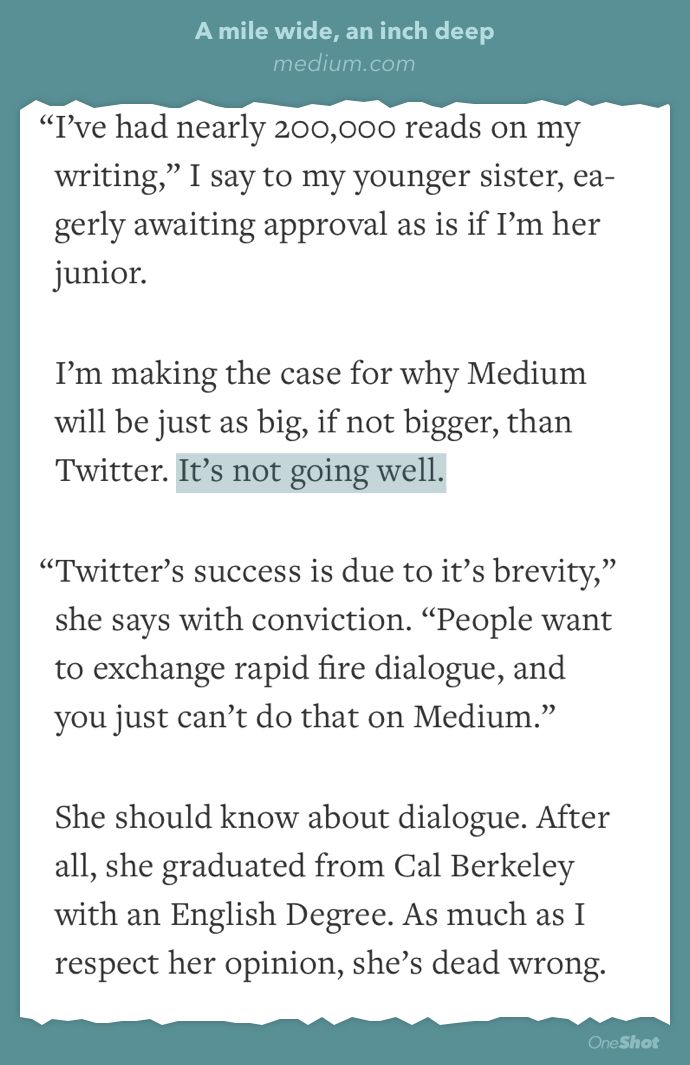 A mile wide, an inch deep
medium.com
“I’ve had nearly 200,000 reads on my
writing,” I say to my younger sister, ea-
gerly awaiting approval as is if I’m her
junior.
I’m making the case for why Medium
will be just as big, if not bigger, than
Twitter. It’s not going well.
“Twitter’s success is due to it’s brevity,”
she says with conviction. “People want
to exchange rapid fire dialogue, and
you just can’t do that on Medium.”
She should know about dialogue. After
all, she graduated from Cal Berkeley
with an English Degree. As much as I
respect her opinion, she’s dead wrong.
OneShot